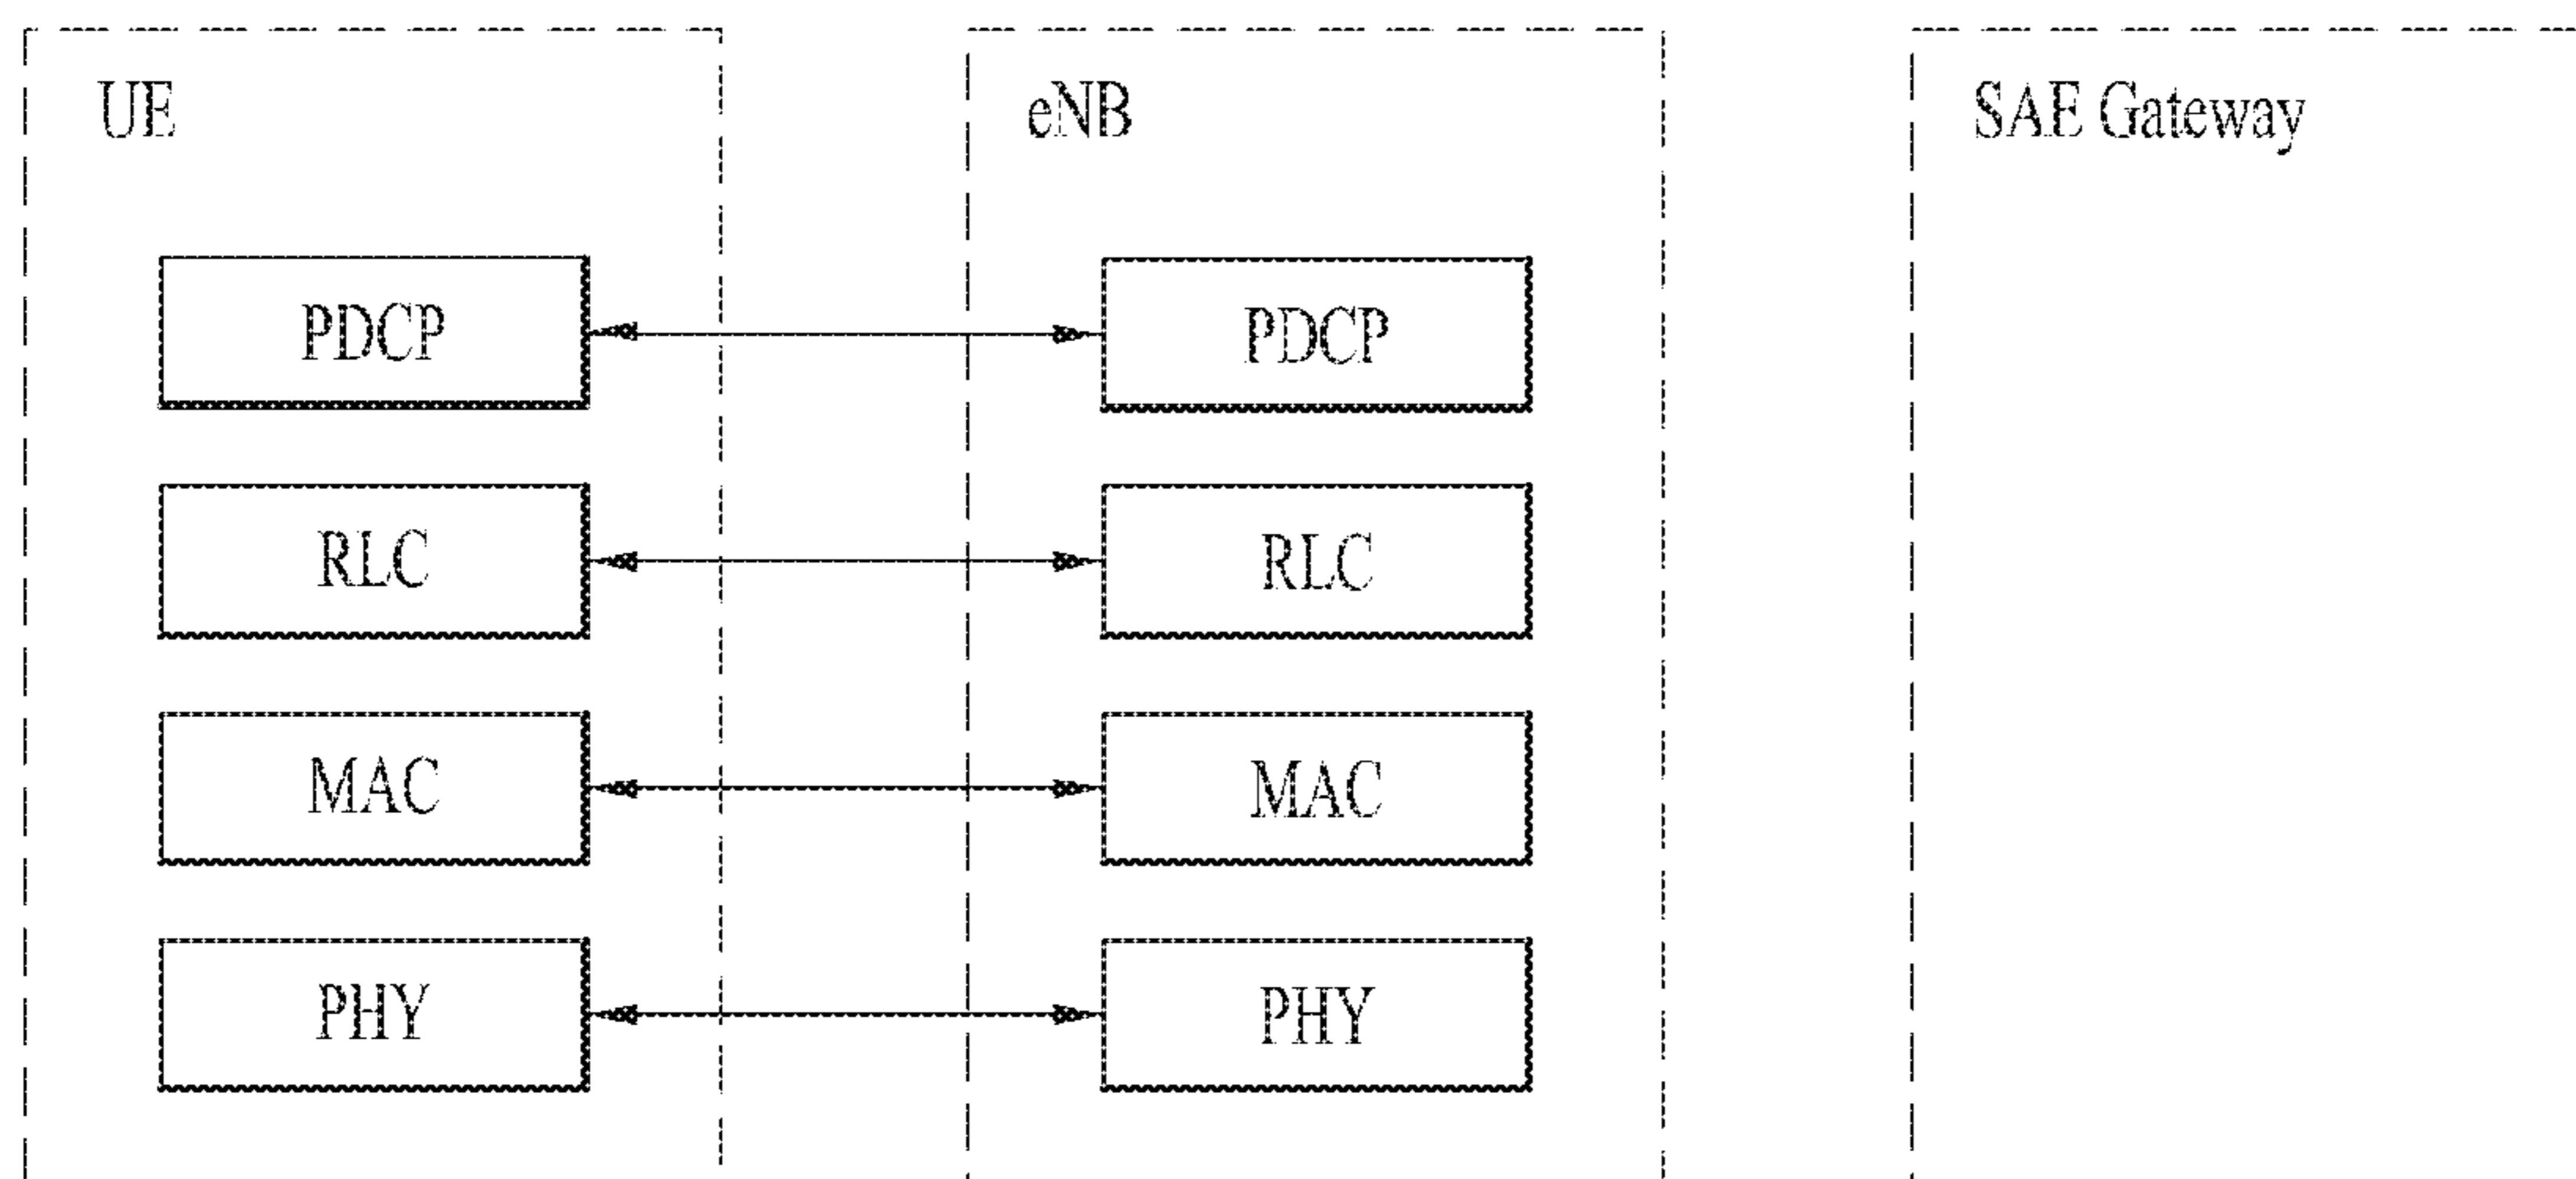 UE
eNB
SAE Gateway
PDCP
PDCP
RLC
RLC
MAC
MAC
PHY
PHY